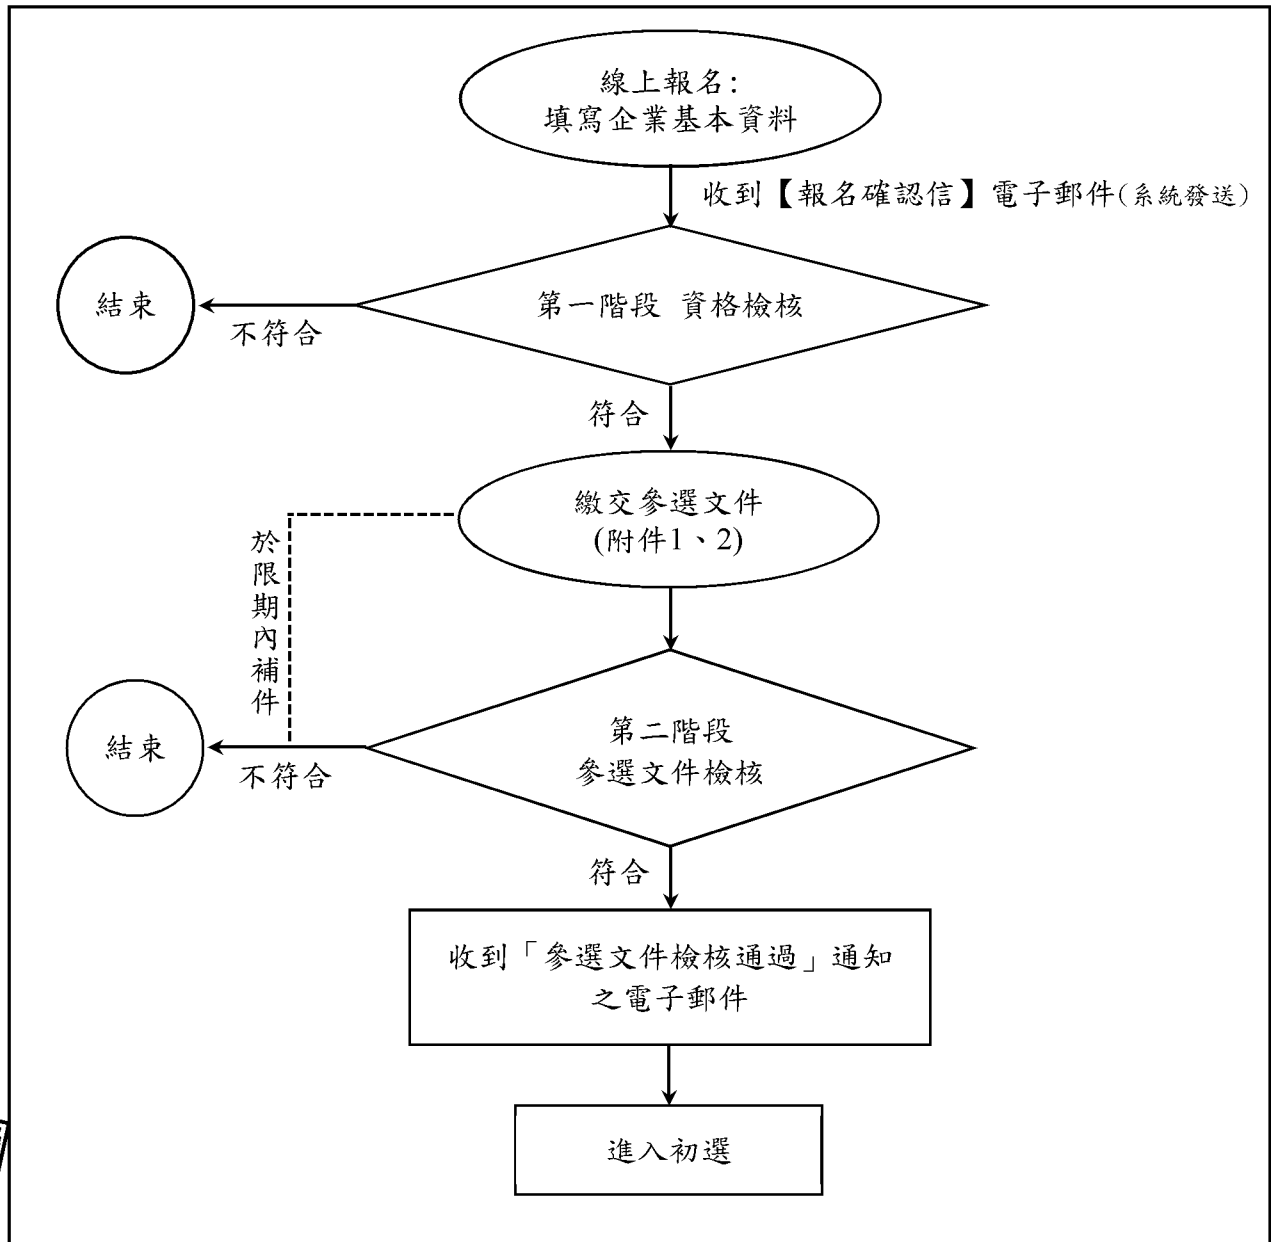 線上報名:
填寫企業基本資料
收到【報名確認信】電子郵件(系統發送)
第一階段 資格檢核
結束
不符合
符合
繳交參選文件
(附件1、2)
於限期內補件
第二階段
參選文件檢核
結束
不符合
符合
收到「參選文件檢核通過」通知
之電子郵件
進入初選